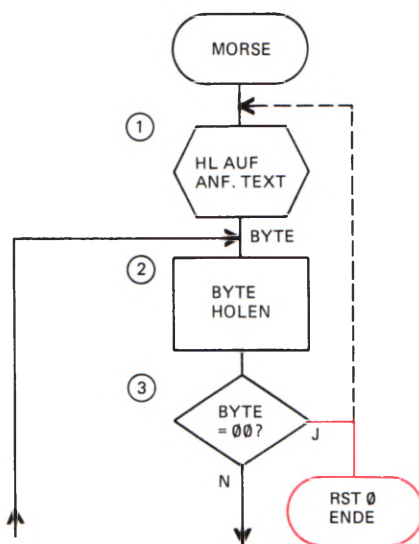 MORSE
1
HL AUF
ANF. TEXT
BYTE
2
BYTE
HOLEN
3
BYTE
= ØØ?
J
N
RST Ø
ENDE